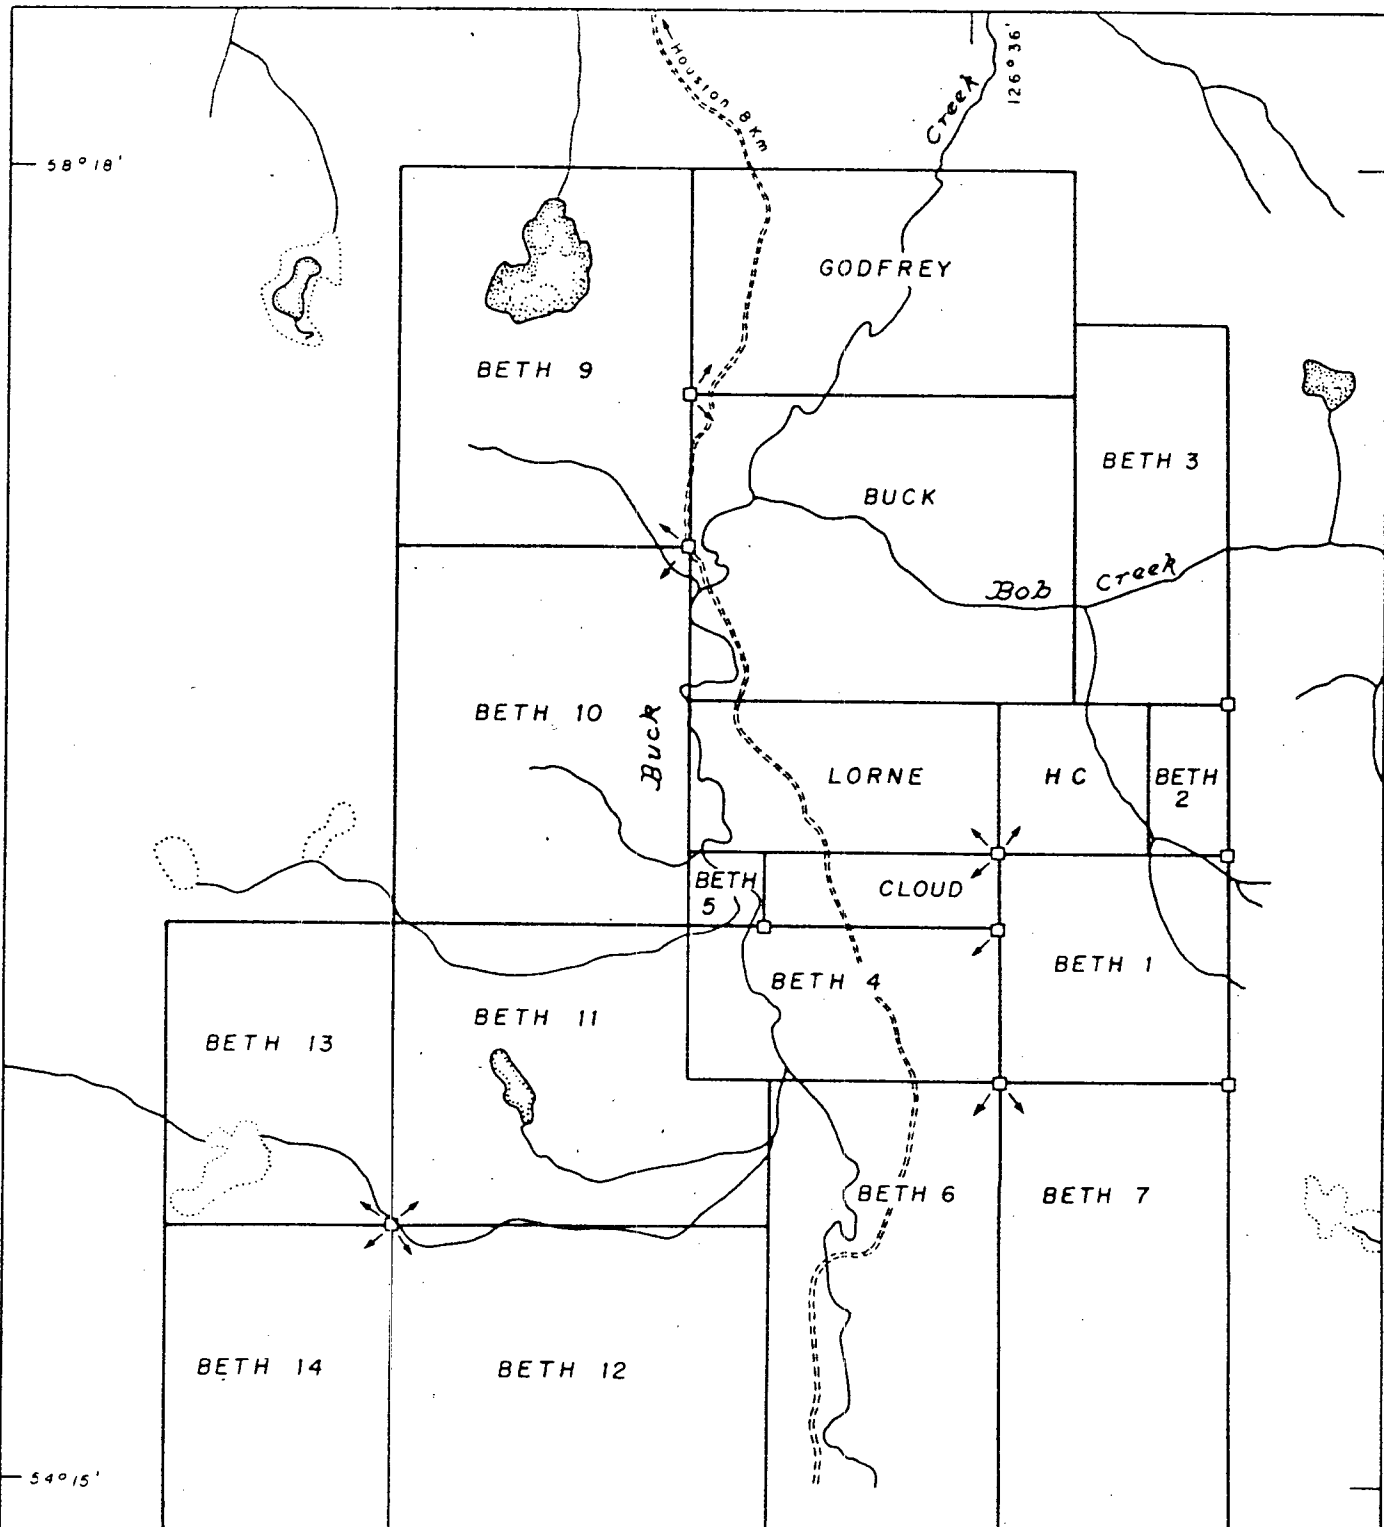 Houston 8 Km
Creek
126°36'
58°18'
GODFREY
BETH 9
BETH 3
BUCK
Bob Creek
BETH 10
Buck
LORNE
HC
BETH
2
BETH
5
CLOUD
BETH 4
BETH 1
BETH 11
BETH 13
BETH 6
BETH 7
BETH 14
BETH 12
54°15'